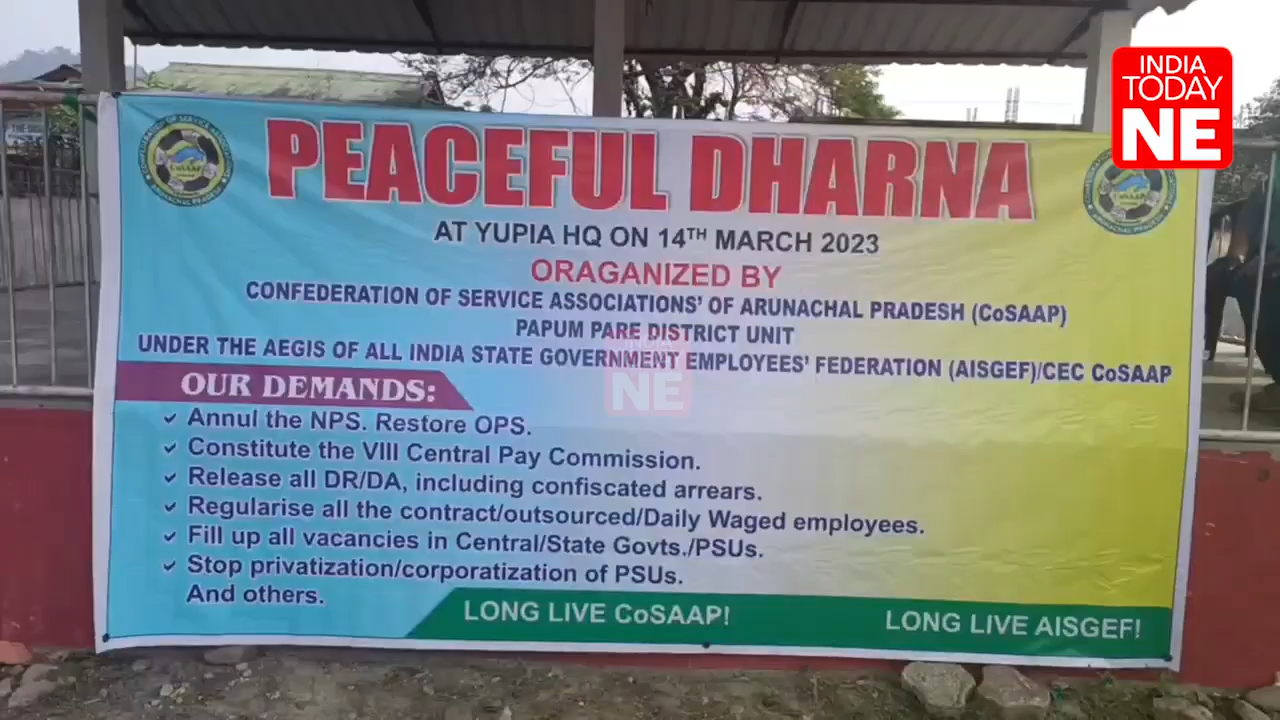 INDIA
TODAY
NE
PEACEFUL DHARNA
AT YUPIA HQ ON 14TH MARCH 2023
ORAGANIZED BY
CONFEDERATION OF SERVICE ASSOCIATIONS' OF ARUNACHAL PRADESH (CoSAAP)
PAPUM PARE DISTRICT UNIT
UNDER THE AEGIS OF ALL INDIA STATE GOVERNMENT EMPLOYEES' FEDERATION (AISGEF)/CEC CoSAAP
OUR DEMANDS:
✓ Annul the NPS. Restore OPS.
✓ Constitute the VIII Central Pay Commission.
✓ Release all DR/DA, including confiscated arrears.
✓ Regularise all the contract/outsourced/Daily Waged employees.
✓ Fill up all vacancies in Central/State Govts./PSUs.
✓ Stop privatization/corporatization of PSUs.
And others.
LONG LIVE CoSAAP!
LONG LIVE AISGEF!